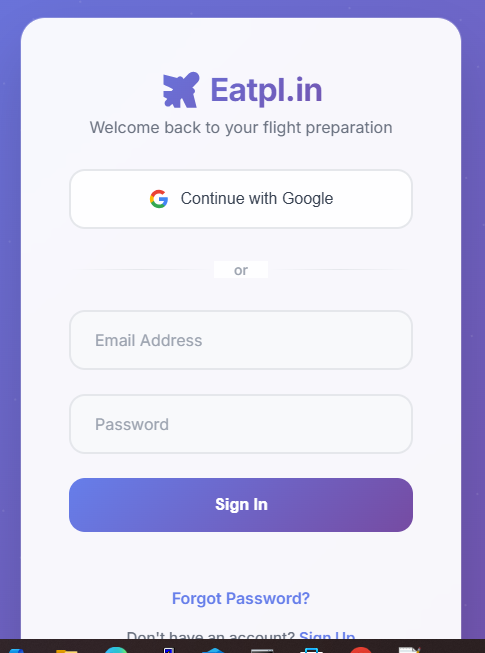 Eatpl.in
Welcome back to your flight preparation
Continue with Google
or
Email Address
Password
Sign In
Forgot Password?
Don't have an account? Sign Up